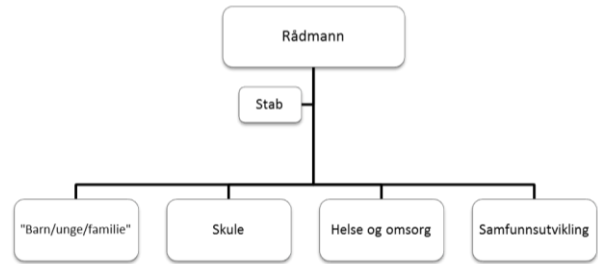 Rådmann
Stab
"Barn/unge/familie"
Skule
Helse og omsorg
Samfunnsutvikling